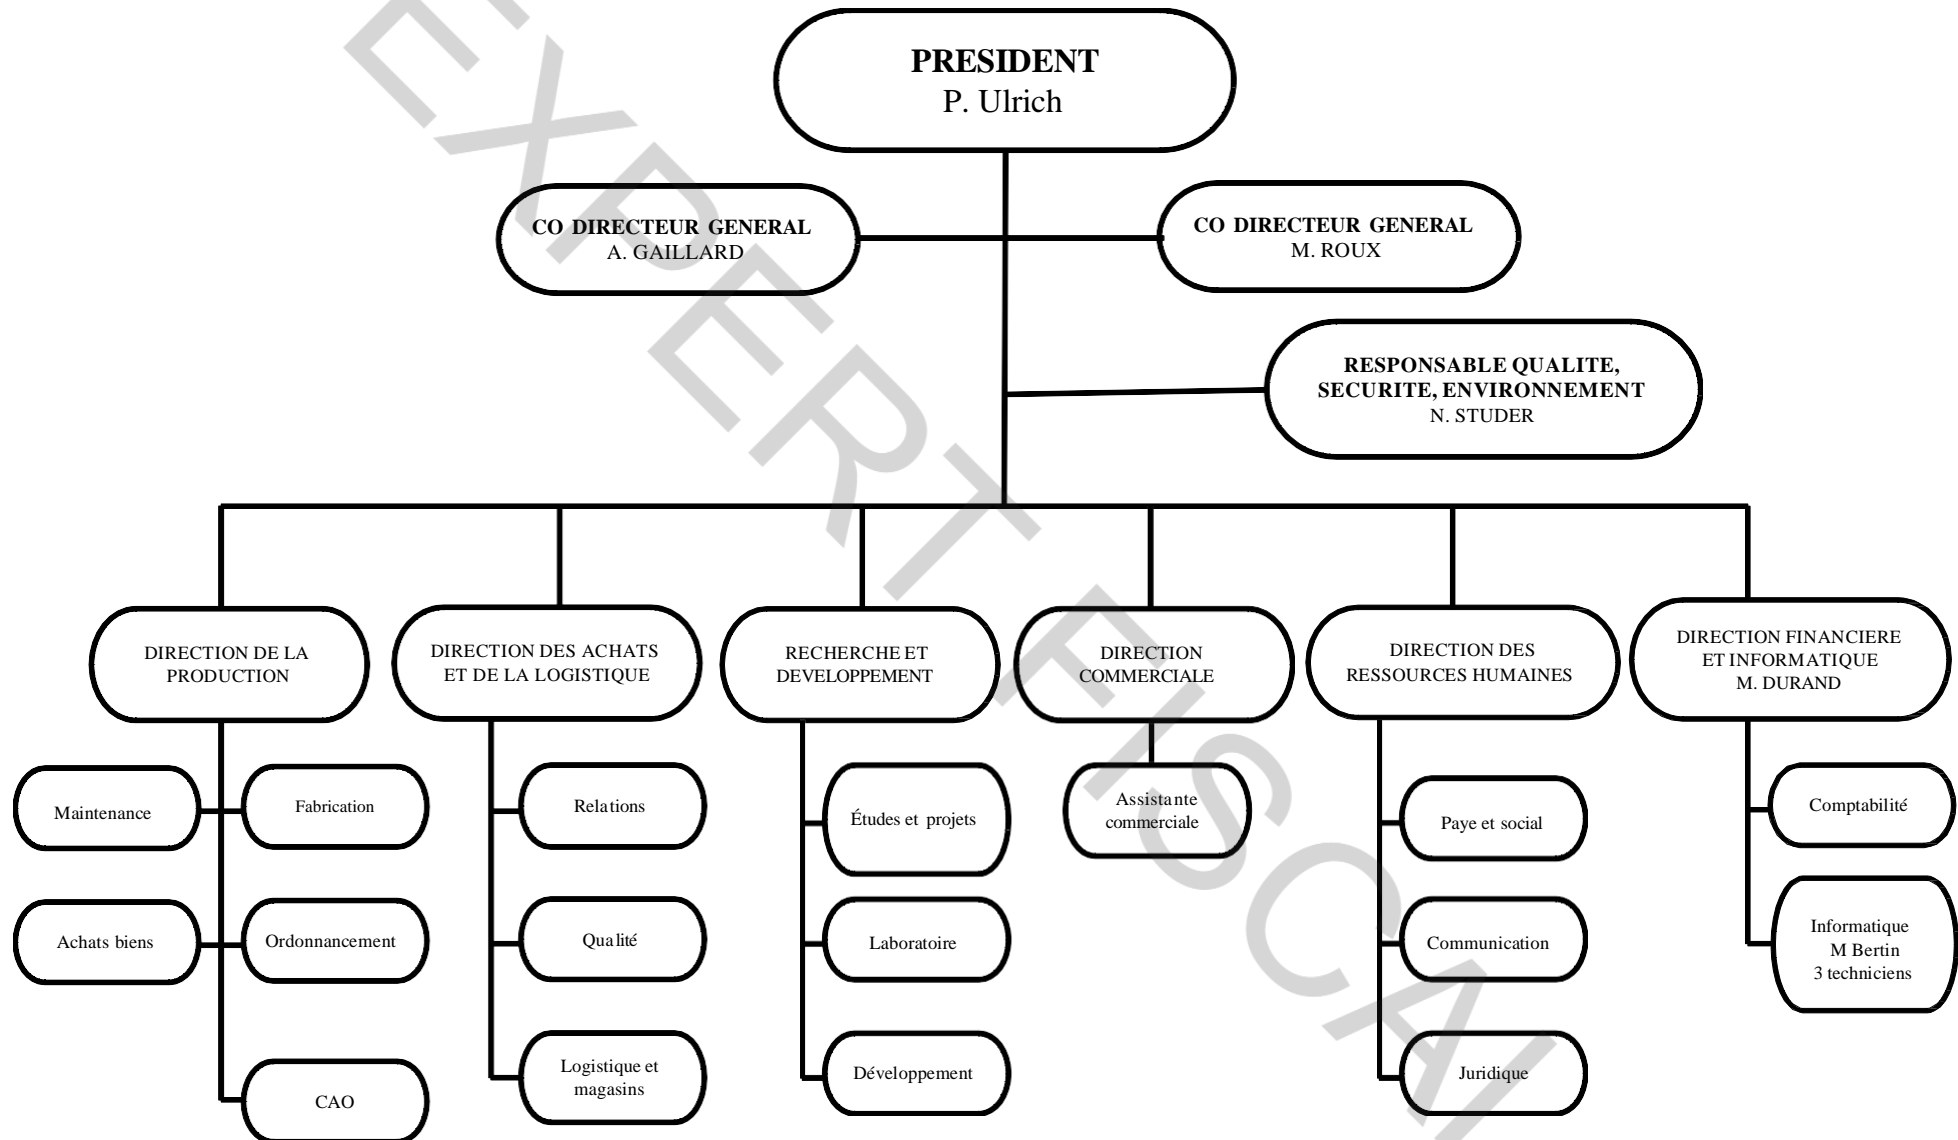 PRESIDENT
P. Ulrich
CO DIRECTEUR GENERAL
A. GAILLARD
CO DIRECTEUR GENERAL
M. ROUX
RESPONSABLE QUALITE,
SECURITE, ENVIRONNEMENT
N. STUDER
DIRECTION DE LA
PRODUCTION
DIRECTION DES ACHATS
ET DE LA LOGISTIQUE
RECHERCHE ET
DEVELOPPEMENT
DIRECTION
COMMERCIALE
DIRECTION DES
RESSOURCES HUMAINES
DIRECTION FINANCIERE
ET INFORMATIQUE
M. DURAND
Maintenance
Fabrication
Achats biens
Ordonnancement
CAO
Relations
Qualité
Logistique et
magasins
Études et projets
Laboratoire
Développement
Assistante
commerciale
Paye et social
Communication
Juridique
Comptabilité
Informatique
M Bertin
3 techniciens
EXPERT FISCAL